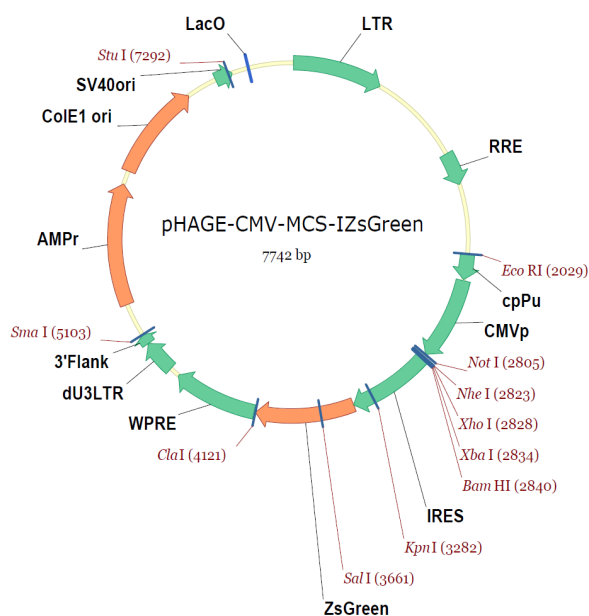 LacO
LTR
Stu I (7292)
SV40ori
ColE1 ori
RRE
pHAGE-CMV-MCS-IZsGreen
7742 bp
AMPr
Eco RI (2029)
cpPu
CMVp
Sma I (5103)
3'Flank
dU3LTR
WPRE
Not I (2805)
Nhe I (2823)
Xho I (2828)
Xba I (2834)
Bam HI (2840)
ClaI (4121)
IRES
KpnI (3282)
Sal I (3661)
ZsGreen